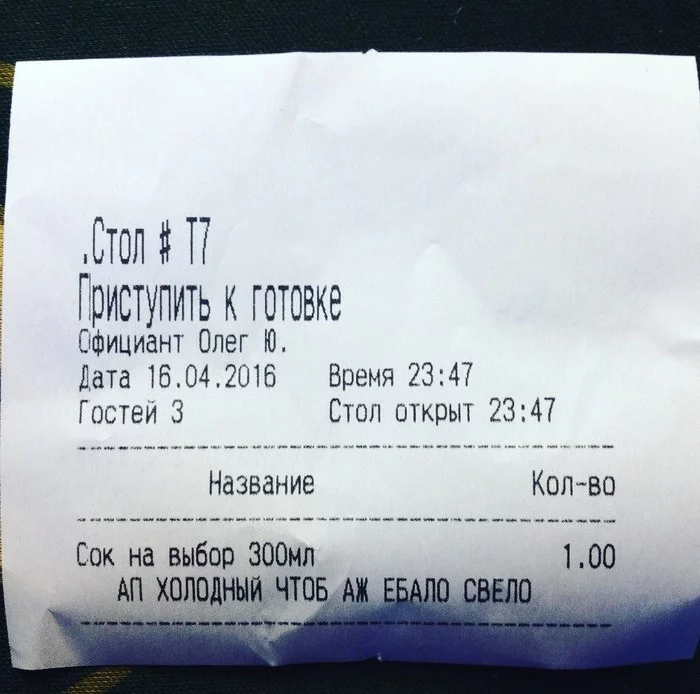 .Стол # Т7
Приступить к готовке
Официант Олег Ю.
Дата 16.04.2016 Время 23:47
Гостей 3 Стол открыт 23:47
Название Кол-во
Сок на выбор 300мл 1.00
АП ХОЛОДНЫЙ ЧТОБ АЖ ЕБАЛО СВЕЛО